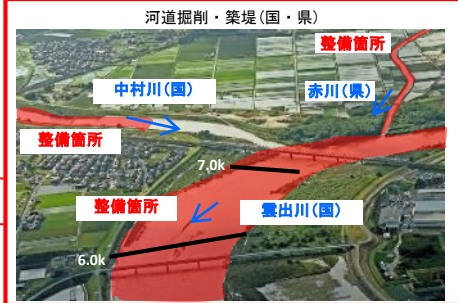 河道掘削・築堤(国・県)
整備箇所
中村川(国)
赤川(県)
整備箇所
7.0k
整備箇所
雲出川(国)
6.0k